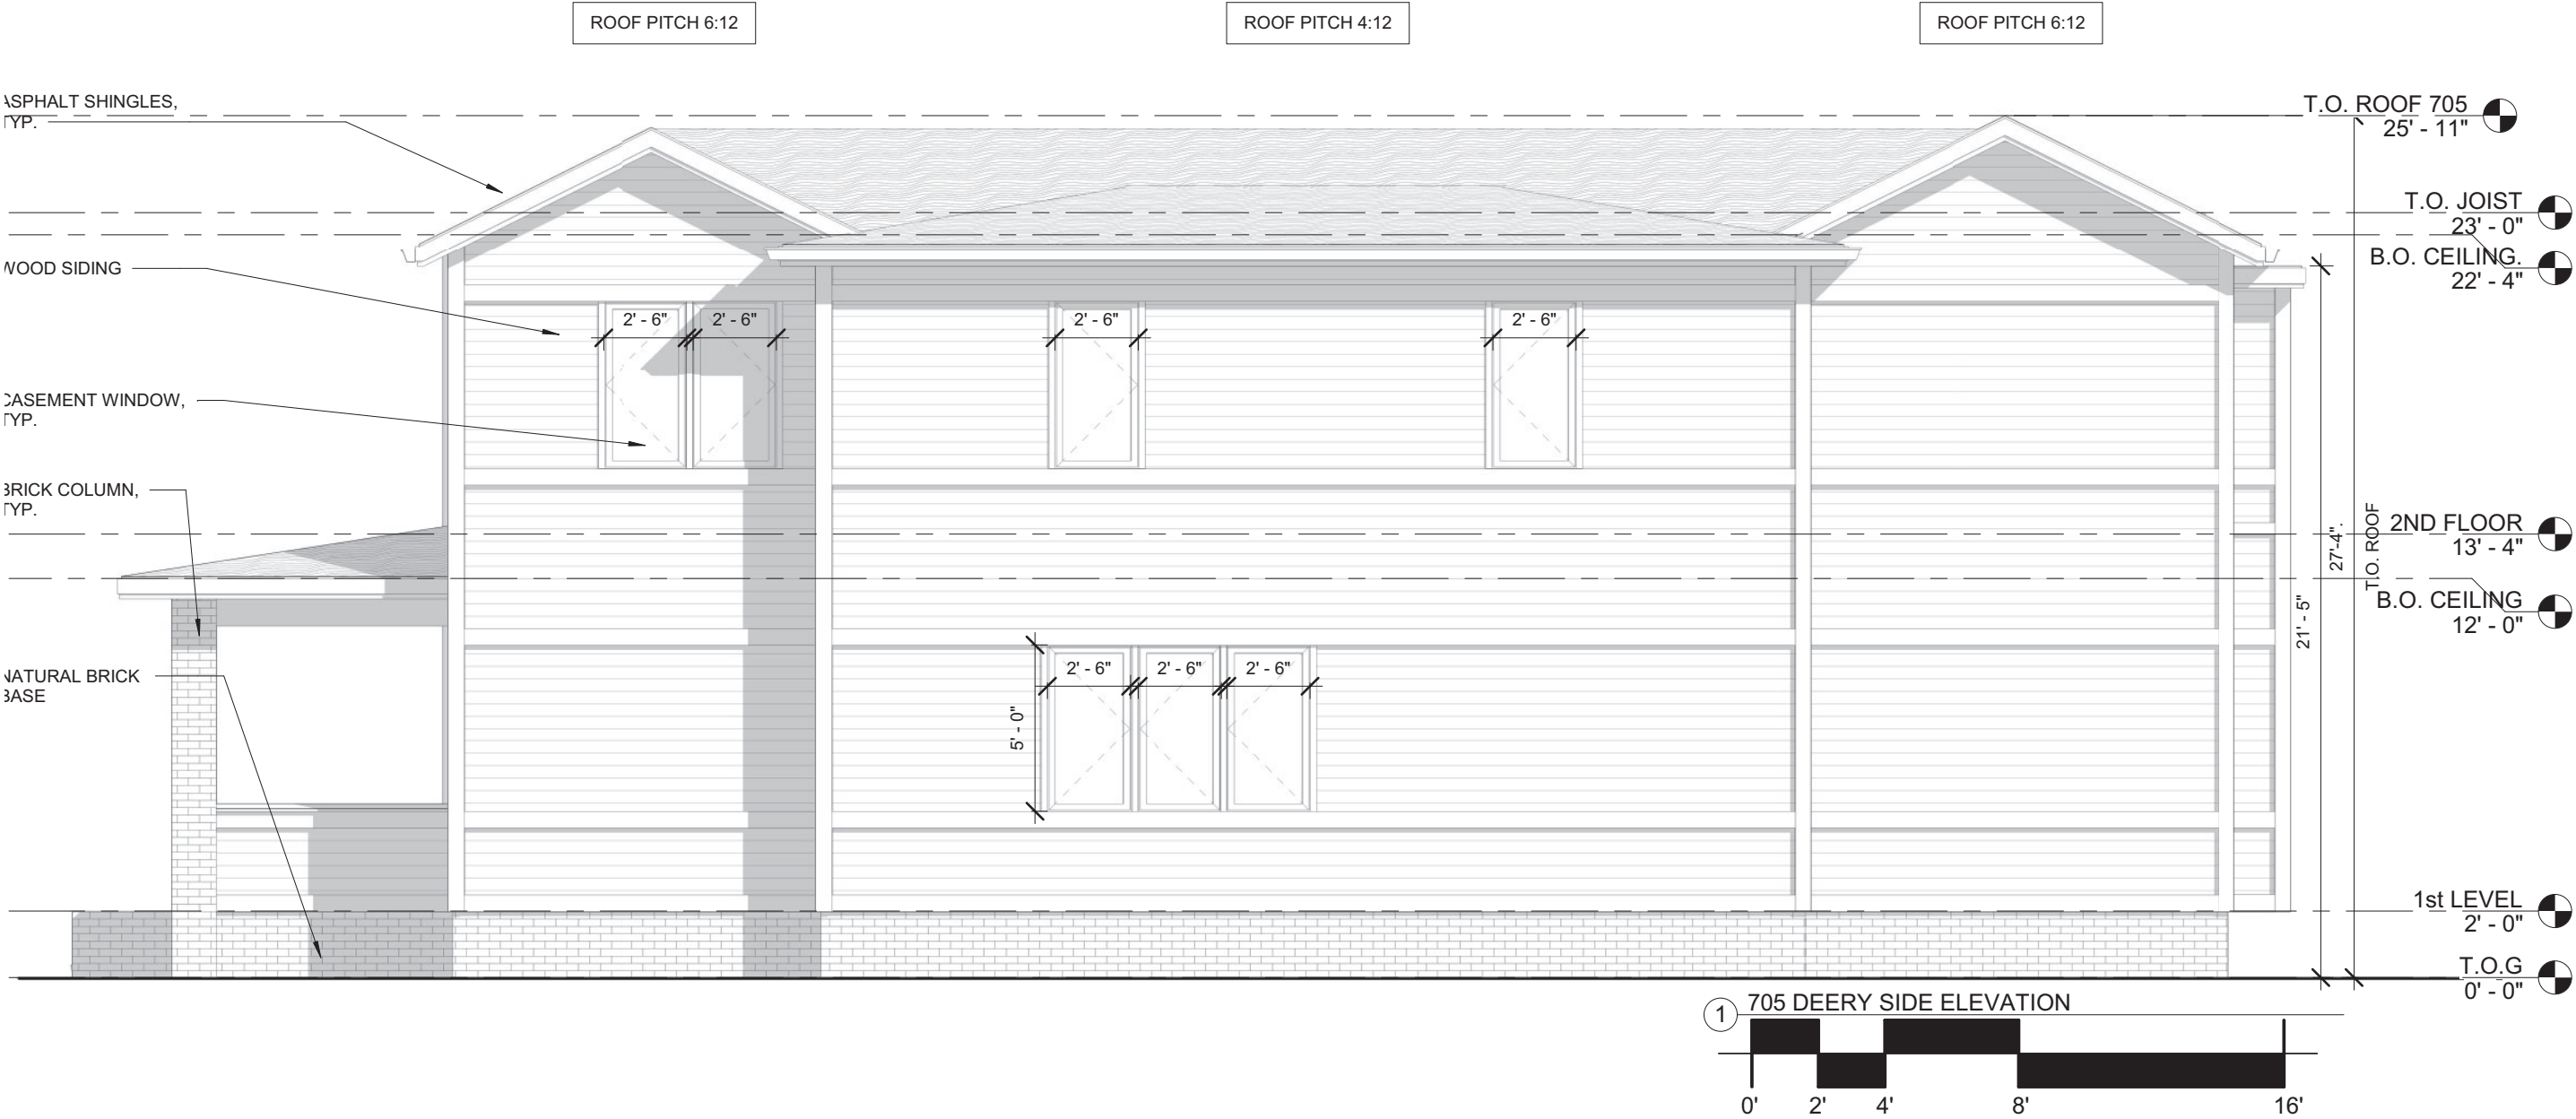 ROOF PITCH 6:12
ROOF PITCH 4:12
ROOF PITCH 6:12
ASPHALT SHINGLES,
TYP.
WOOD SIDING
CASEMENT WINDOW,
TYP.
BRICK COLUMN,
TYP.
NATURAL BRICK
BASE
2' - 6"
2' - 6"
2' - 6"
2' - 6"
2' - 6"
2' - 6"
2' - 6"
5' - 0"
T.O. ROOF 705
25' - 11"
T.O. JOIST
23' - 0"
B.O. CEILING.
22' - 4"
2ND FLOOR
13' - 4"
B.O. CEILING
12' - 0"
1st LEVEL
2' - 0"
T.O.G
0' - 0"
21' - 5"
27'-4".
T.O. ROOF
1
705 DEERY SIDE ELEVATION
0'
2'
4'
8'
16'